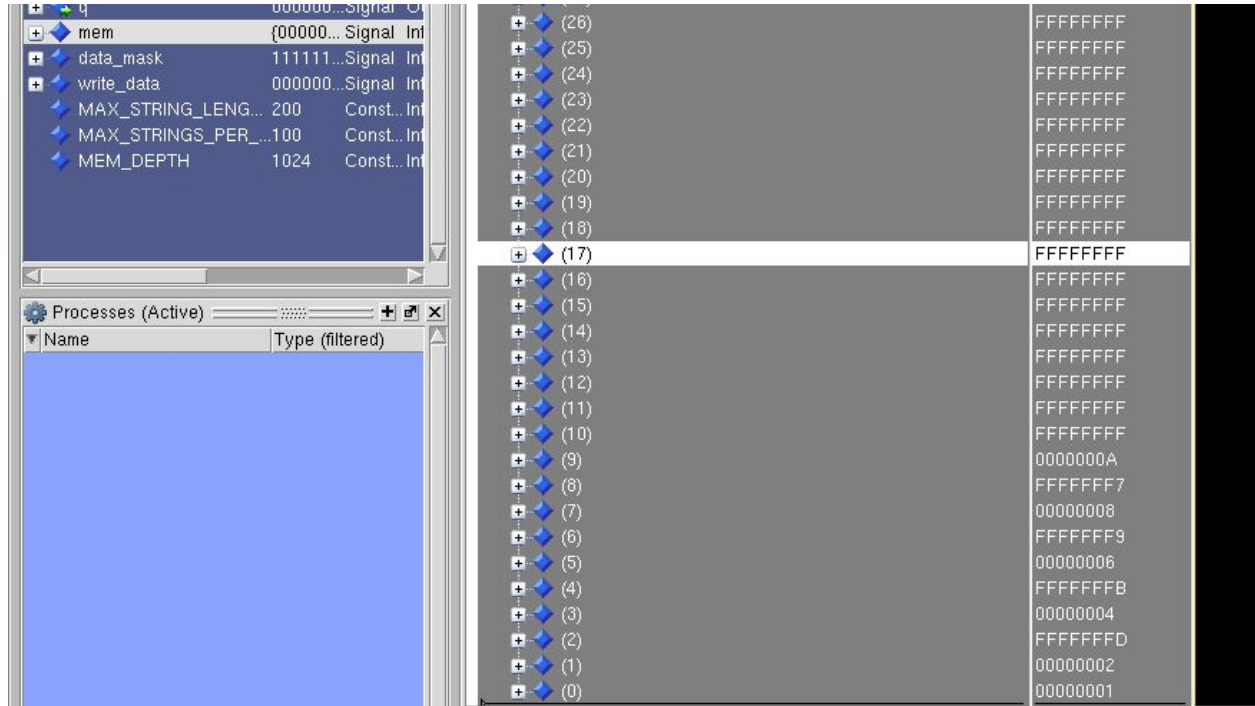 q 000000...Signal
mem {00000... Signal Int
data_mask 111111...Signal Int
write_data 000000...Signal Int
MAX_STRING_LENG... 200 Const... Int
MAX_STRINGS_PER_...100 Const... Int
MEM_DEPTH 1024 Const... Int
Processes (Active)
Name Type (filtered)
(26) FFFFFFFF
(25) FFFFFFFF
(24) FFFFFFFF
(23) FFFFFFFF
(22) FFFFFFFF
(21) FFFFFFFF
(20) FFFFFFFF
(19) FFFFFFFF
(18) FFFFFFFF
(17) FFFFFFFF
(16) FFFFFFFF
(15) FFFFFFFF
(14) FFFFFFFF
(13) FFFFFFFF
(12) FFFFFFFF
(11) FFFFFFFF
(10) FFFFFFFF
(9) 0000000A
(8) FFFFFFF7
(7) 00000008
(6) FFFFFFF9
(5) 00000006
(4) FFFFFFFB
(3) 00000004
(2) FFFFFFFD
(1) 00000002
(0) 00000001